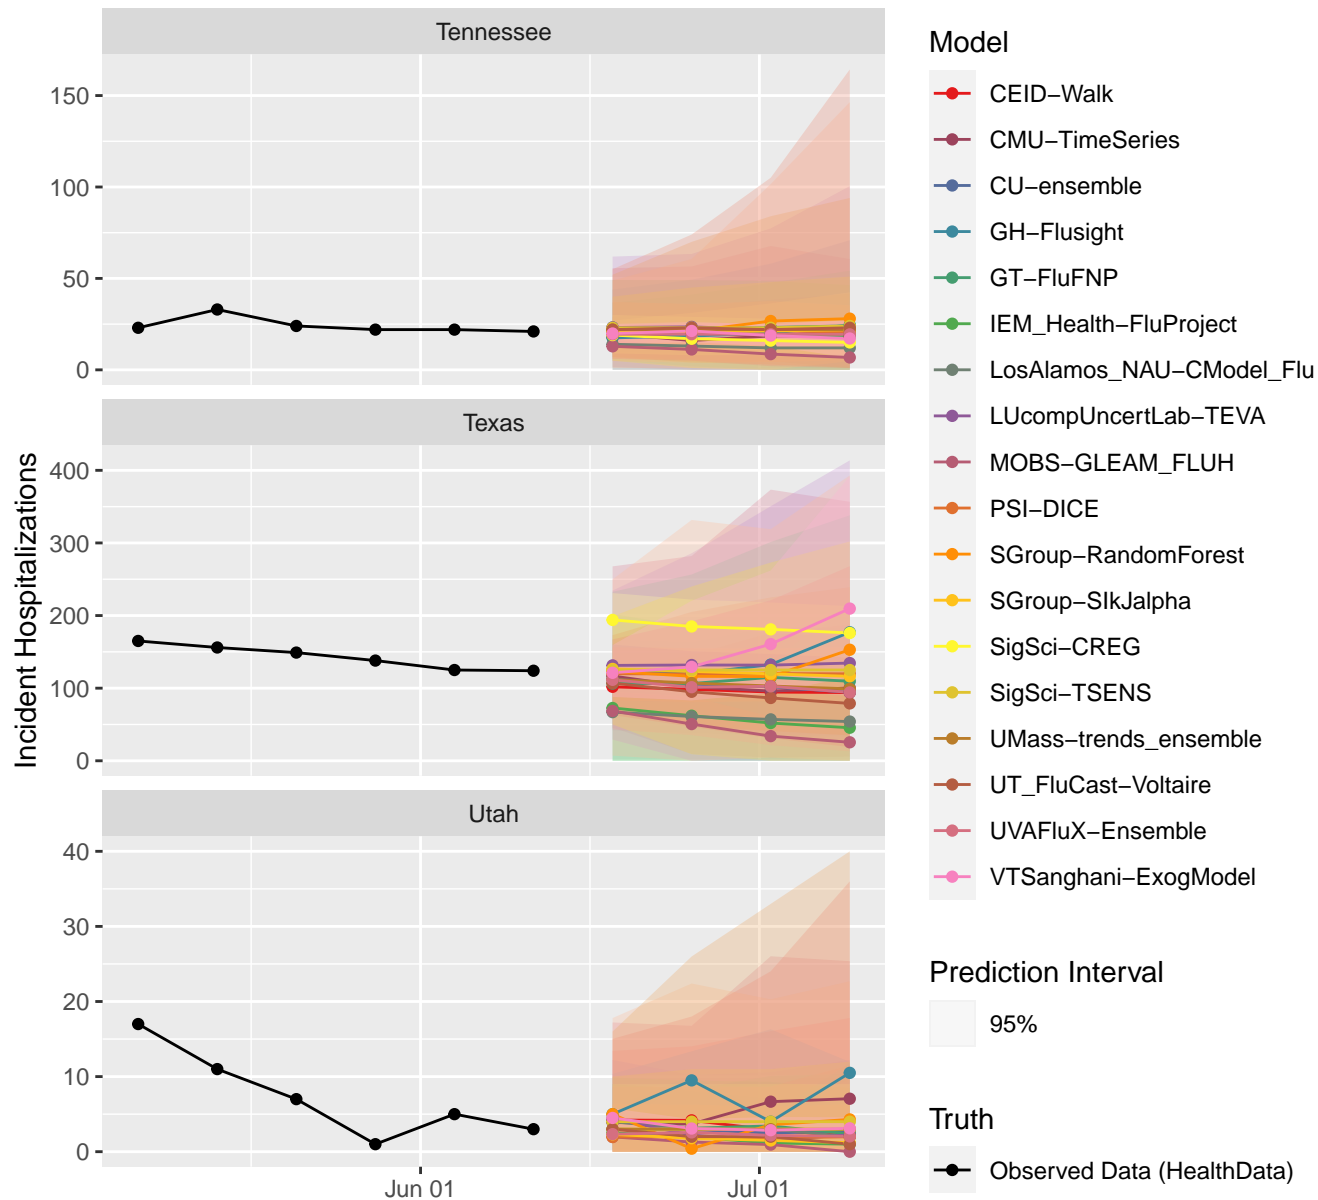 Tennessee
150
100
50
0
Texas
400
300
200
100
0
Utah
40
30
20
10
0
Jun 01
Jul 01
Incident Hospitalizations
Model
CEID−Walk
CMU−TimeSeries
CU−ensemble
GH−Flusight
GT−FluFNP
IEM_Health−FluProject
LosAlamos_NAU−CModel_Flu
LUcompUncertLab−TEVA
MOBS−GLEAM_FLUH
PSI−DICE
SGroup−RandomForest
SGroup−SIkJalpha
SigSci−CREG
SigSci−TSENS
UMass−trends_ensemble
UT_FluCast−Voltaire
UVAFluX−Ensemble
VTSanghani−ExogModel
Prediction Interval
95%
Truth
Observed Data (HealthData)